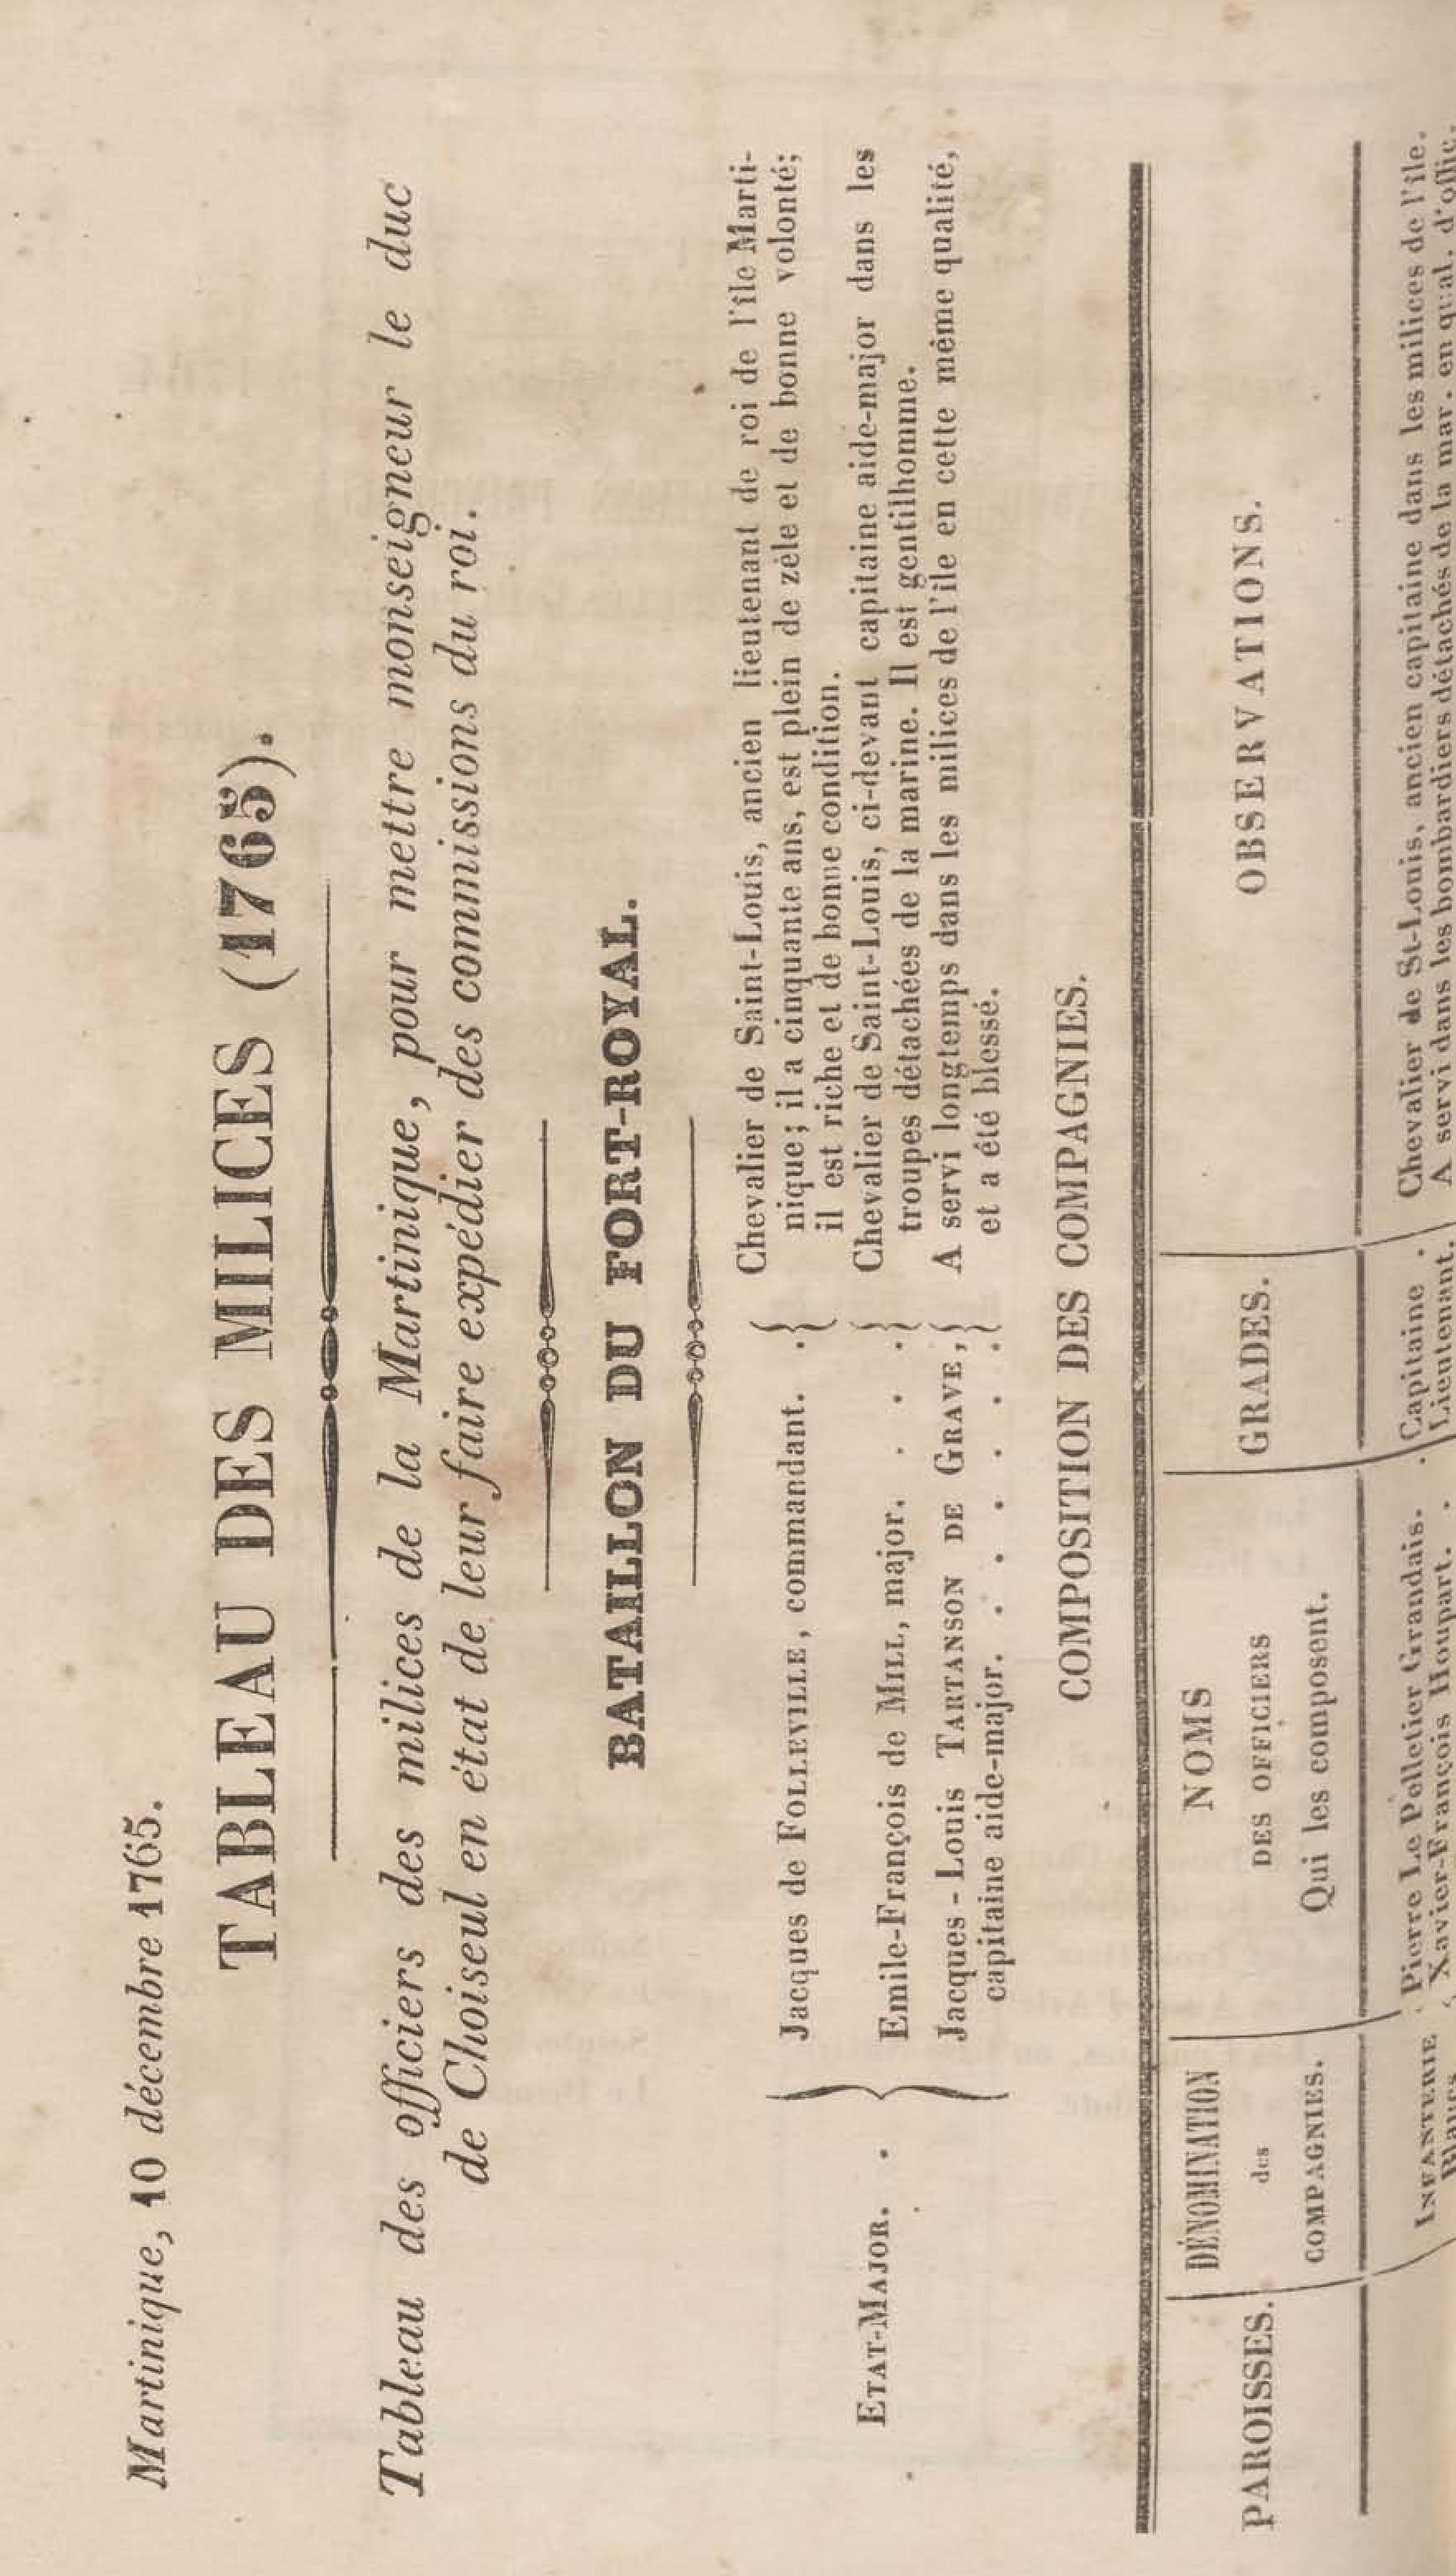 Martinique, 10 décembre 1765.
TABLEAU DES MILICES (1765).
Tableau des officiers des milices de la Martinique, pour mettre monseigneur le duc
de Choiseul en état de leur faire expédier des commissions du roi.
BATAILLON DU FORT-ROYAL.
ETAT-MAJOR. .
Jacques de FOLLEVILLE, commandant. .
Chevalier de Saint-Louis, ancien lieutenant de roi de l'île Marti-
nique; il a cinquante ans, est plein de zèle et de bonne volonté;
il est riche et de bonne condition.
Emile-François de MILL, major. . . .
Chevalier de Saint-Louis, ci-devant capitaine aide-major dans les
troupes détachées de la marine. Il est gentilhomme.
Jacques-Louis TARTANSON DE GRAVE,
capitaine aide-major. . . . . . .
A servi longtemps dans les milices de l'île en cette même qualité,
et a été blessé.
COMPOSITION DES COMPAGNIES.
PAROISSES.
DÉNOMINATION
des
COMPAGNIES.
NOMS
DES OFFICIERS
Qui les composent.
GRADES.
OBSERVATIONS.
INFANTERIE
Pierre Le Pelletier Grandais. .
Capitaine .
Chevalier de St-Louis, ancien capitaine dans les milices de l'île.
Xavier-François Houpart. .
Lieutenant.
A servi dans les bombardiers détachés de la mar. en qual. d'offic.